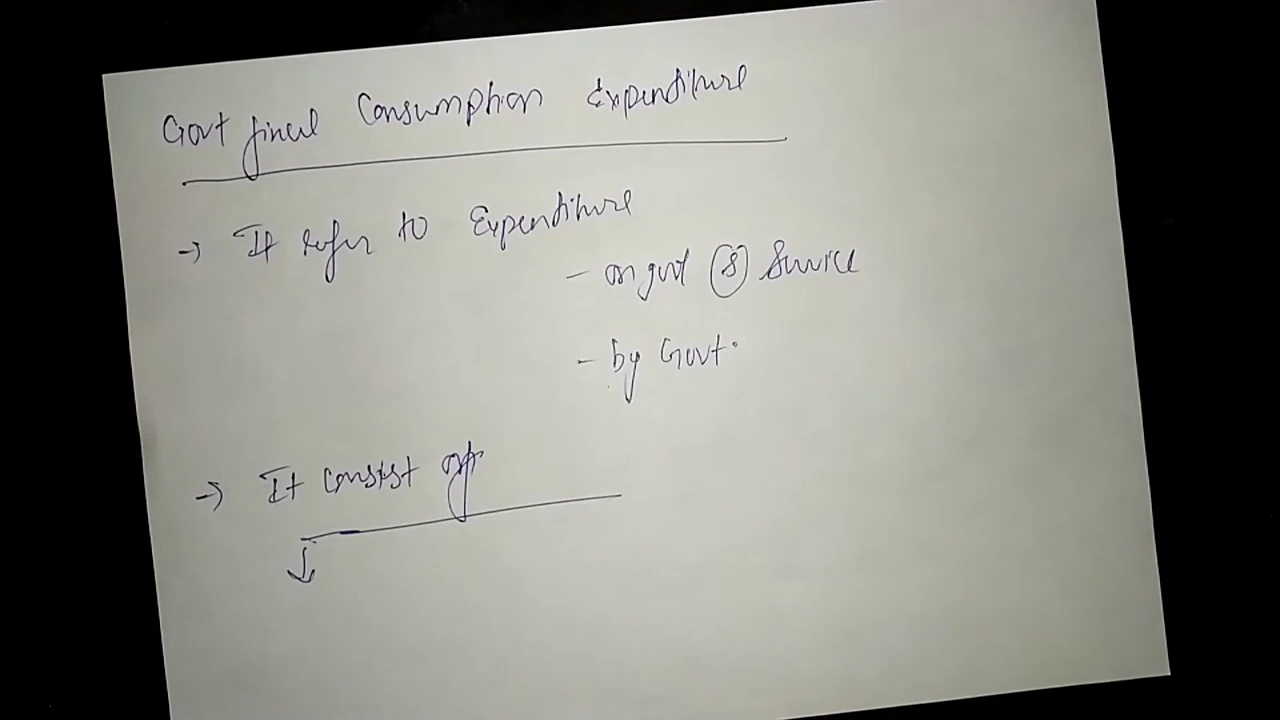 Govt final Consumption Expenditure
→ It refer to Expenditure
- on govt & Service
- by Govt.
→ It consist of